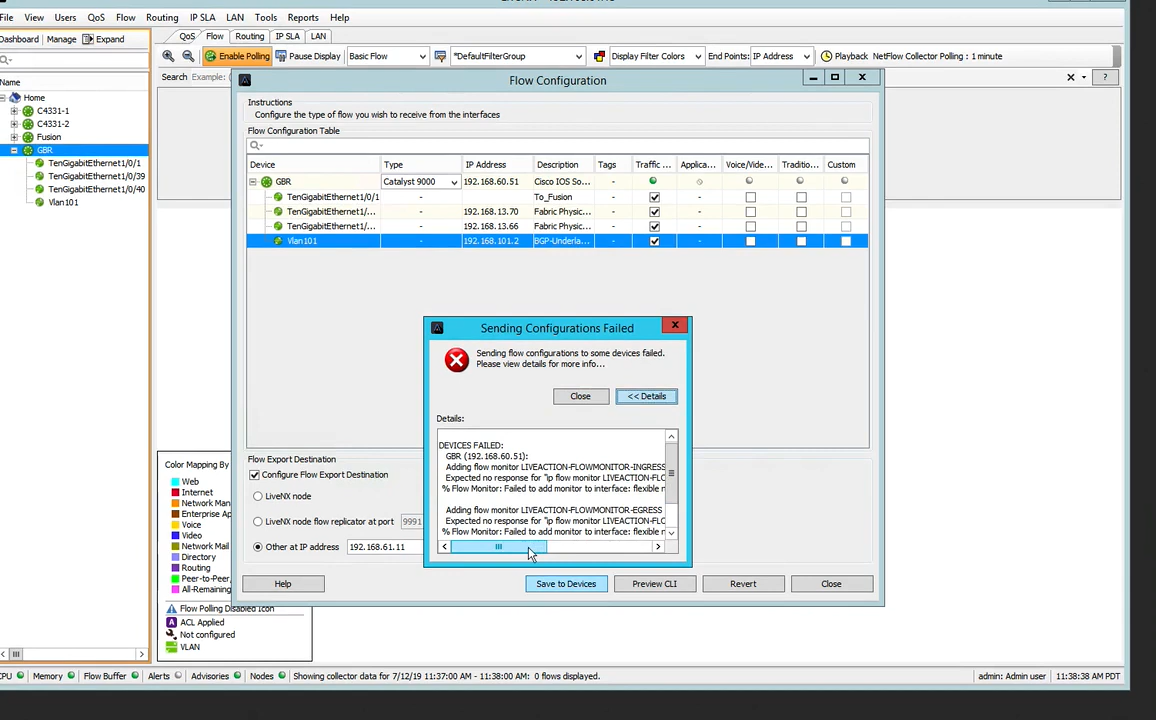 File View Users QoS Flow Routing IP SLA LAN Tools Reports Help
Dashboard Manage Expand
QoS Flow Routing IP SLA LAN
Enable Polling Pause Display Basic Flow *DefaultFilterGroup Display Filter Colors End Points: IP Address Playback NetFlow Collector Polling : 1 minute
Search Example: ?
Name
Home
C4331-1
C4331-2
Fusion
GBR
TenGigabitEthernet1/0/1
TenGigabitEthernet1/0/39
TenGigabitEthernet1/0/40
Vlan101
Flow Configuration
Instructions
Configure the type of flow you wish to receive from the interfaces
Flow Configuration Table
Device Type IP Address Description Tags Traffic ... Applica... Voice/Vide... Traditio... Custom
GBR Catalyst 9000 192.168.60.51 Cisco IOS So... -
TenGigabitEthernet1/0/1 - To_Fusion - -
TenGigabitEthernet1/... - 192.168.13.70 Fabric Physic... - -
TenGigabitEthernet1/... - 192.168.13.66 Fabric Physic... - -
Vlan101 - 192.168.101.2 BGP-Underla... - -
Sending Configurations Failed
Sending flow configurations to some devices failed.
Please view details for more info...
Close << Details
Details:
DEVICES FAILED:
GBR (192.168.60.51):
Adding flow monitor LIVEACTION-FLOWMONITOR-INGRESS
Expected no response for "ip flow monitor LIVEACTION-FLO
% Flow Monitor: Failed to add monitor to interface: flexible n
Adding flow monitor LIVEACTION-FLOWMONITOR-EGRESS
Expected no response for "ip flow monitor LIVEACTION-FLO
% Flow Monitor: Failed to add monitor to interface: flexible n
Flow Export Destination
Configure Flow Export Destination
LiveNX node
LiveNX node flow replicator at port 9991
Other at IP address 192.168.61.11
Help Save to Devices Preview CLI Revert Close
Color Mapping By
Web
Internet
Network Man
Enterprise Ap
Voice
Video
Network Mail
Directory
Routing
Peer-to-Peer,
All-Remaining
Flow Polling Disabled Icon
ACL Applied
Not configured
VLAN
CPU Memory Flow Buffer Alerts Advisories Nodes Showing collector data for 7/12/19 11:37:00 AM - 11:38:00 AM: 0 flows displayed. admin: Admin user 11:38:38 AM PDT